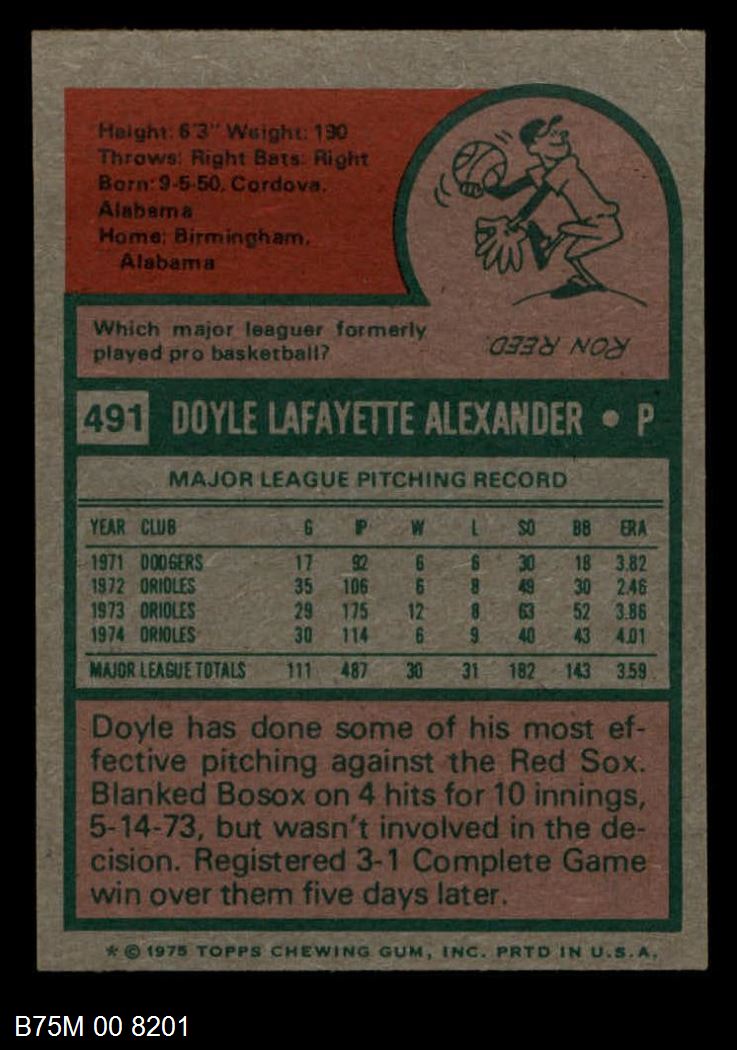 Height: 6'3" Weight: 190
Throws: Right Bats: Right
Born: 9-5-50, Cordova,
Alabama
Home: Birmingham,
Alabama
Which major leaguer formerly
played pro basketball?
RON REED
491 DOYLE LAFAYETTE ALEXANDER • P
MAJOR LEAGUE PITCHING RECORD
YEAR CLUB G IP W L SO BB ERA
1971 DODGERS 17 92 6 6 30 18 3.82
1972 ORIOLES 35 106 6 8 49 30 2.46
1973 ORIOLES 29 175 12 8 63 52 3.86
1974 ORIOLES 30 114 6 9 40 43 4.01
MAJOR LEAGUE TOTALS 111 487 30 31 182 143 3.59
Doyle has done some of his most ef-
fective pitching against the Red Sox.
Blanked Bosox on 4 hits for 10 innings,
5-14-73, but wasn't involved in the de-
cision. Registered 3-1 Complete Game
win over them five days later.
* © 1975 TOPPS CHEWING GUM, INC. PRTD IN U.S.A.
B75M 00 8201